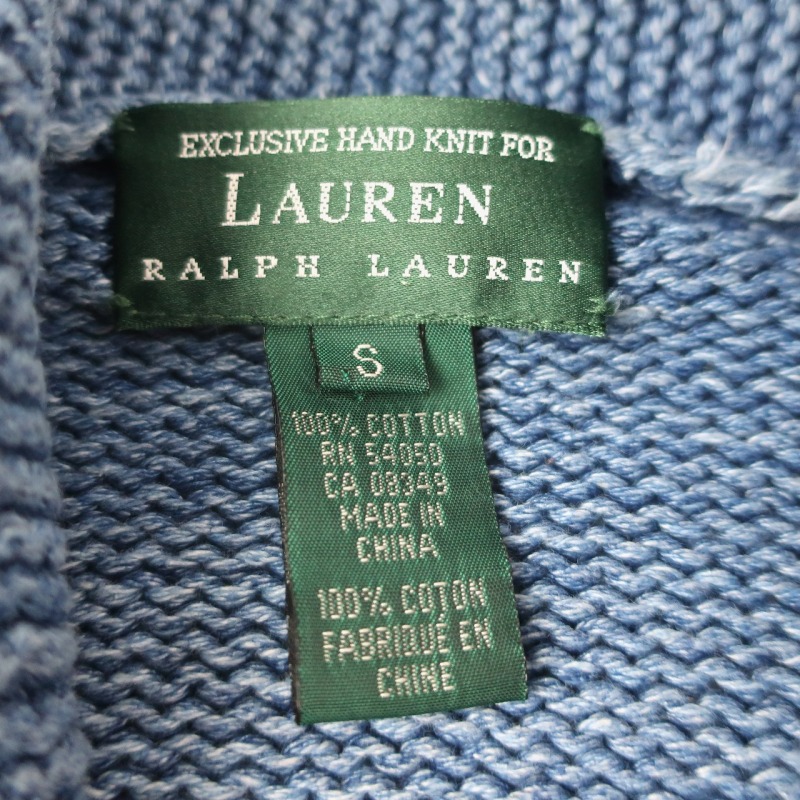 EXCLUSIVE HAND KNIT FOR
LAUREN
RALPH LAUREN
S
100% COTTON
RN 54050
CA 08349
MADE IN
CHINA
100% COTON
FABRIQUE EN
CHINE